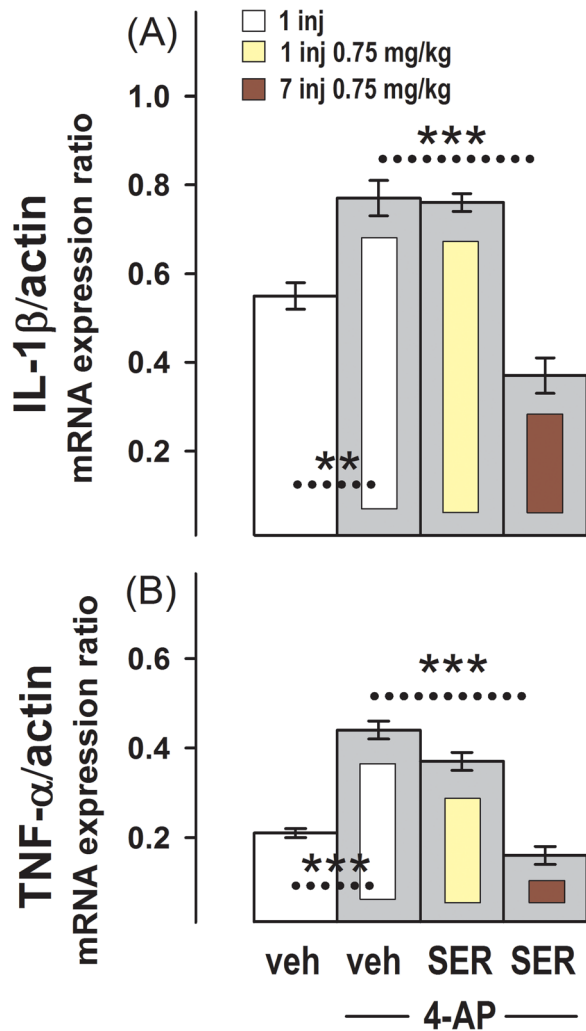 (A)
1 inj
1 inj 0.75 mg/kg
7 inj 0.75 mg/kg
IL-1β/actin
mRNA expression ratio
1.0
0.8
0.6
0.4
0.2
***
**
(B)
TNF-α/actin
mRNA expression ratio
0.6
0.4
0.2
***
***
veh veh SER SER
4-AP